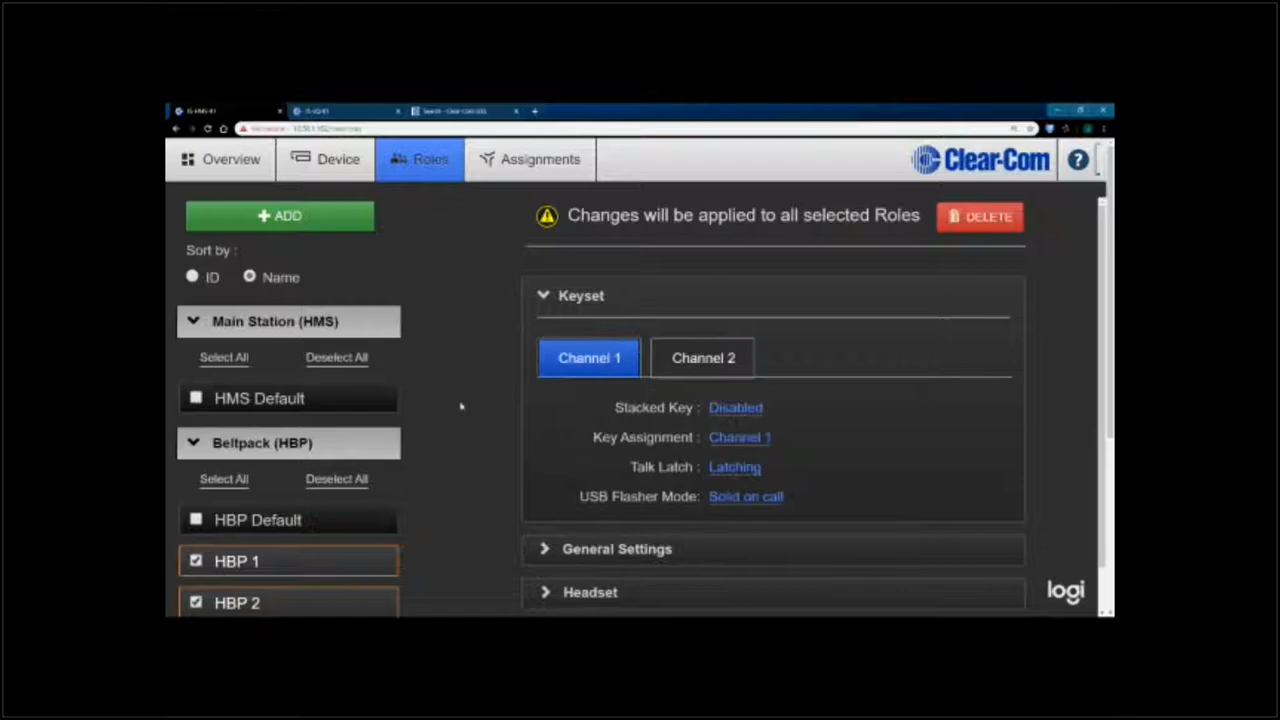 Overview
Device
Roles
Assignments
Clear-Com
?
ADD
Sort by :
ID
Name
Main Station (HMS)
Select All
Deselect All
HMS Default
Beltpack (HBP)
Select All
Deselect All
HBP Default
HBP 1
HBP 2
Changes will be applied to all selected Roles
DELETE
Keyset
Channel 1
Channel 2
Stacked Key : Disabled
Key Assignment : Channel 1
Talk Latch : Latching
USB Flasher Mode: Solid on call
General Settings
Headset
logi